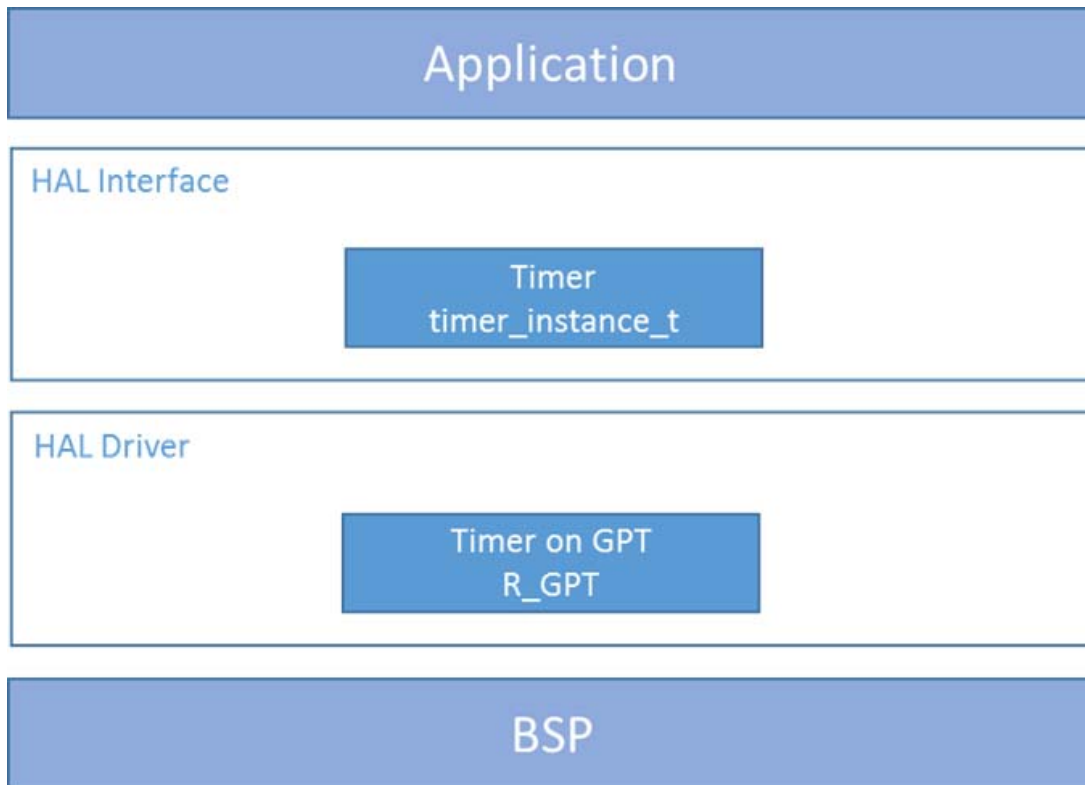 Application
HAL Interface
Timer
timer_instance_t
HAL Driver
Timer on GPT
R_GPT
BSP